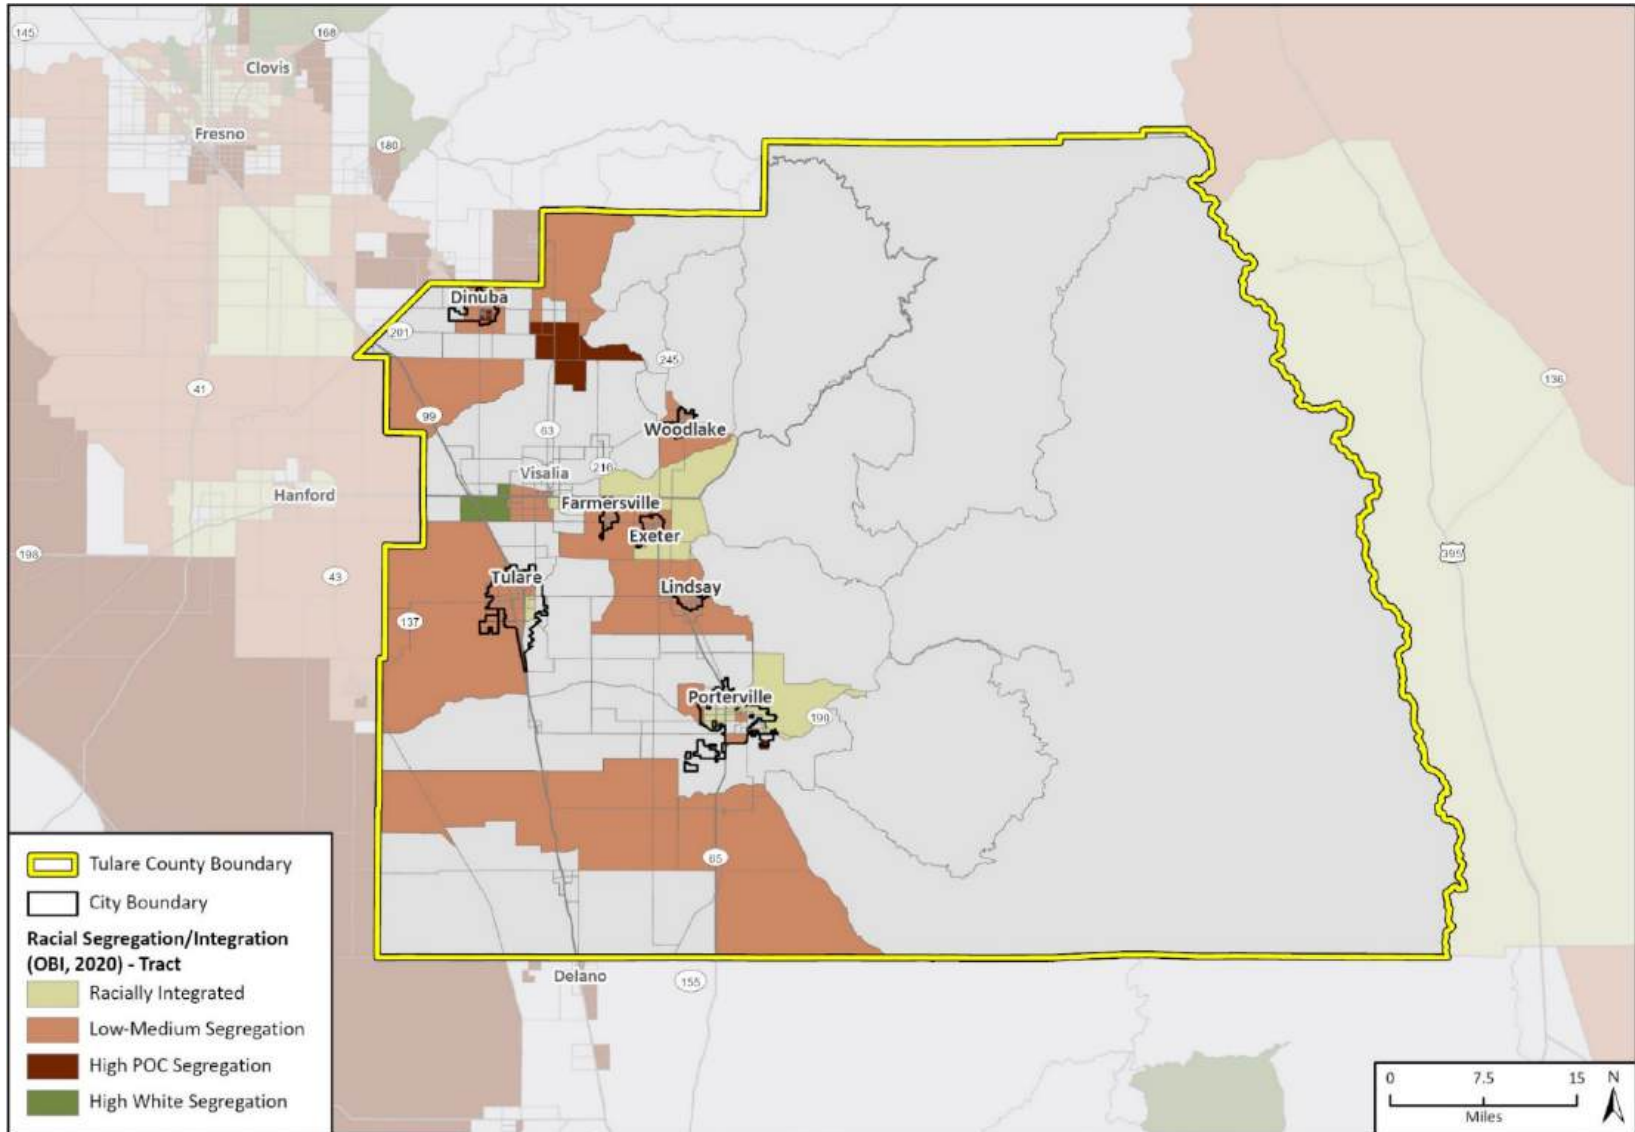 145
168
Clovis
Fresno
180
Dinuba
201
245
41
99
136
63
Woodlake
Visalia
216
Hanford
Farmersville
Exeter
198
395
43
Tulare
Lindsay
137
Porterville
190
65
Delano
155
Tulare County Boundary
City Boundary
Racial Segregation/Integration
(OBI, 2020) - Tract
Racially Integrated
Low-Medium Segregation
High POC Segregation
High White Segregation
0 7.5 15 N
Miles